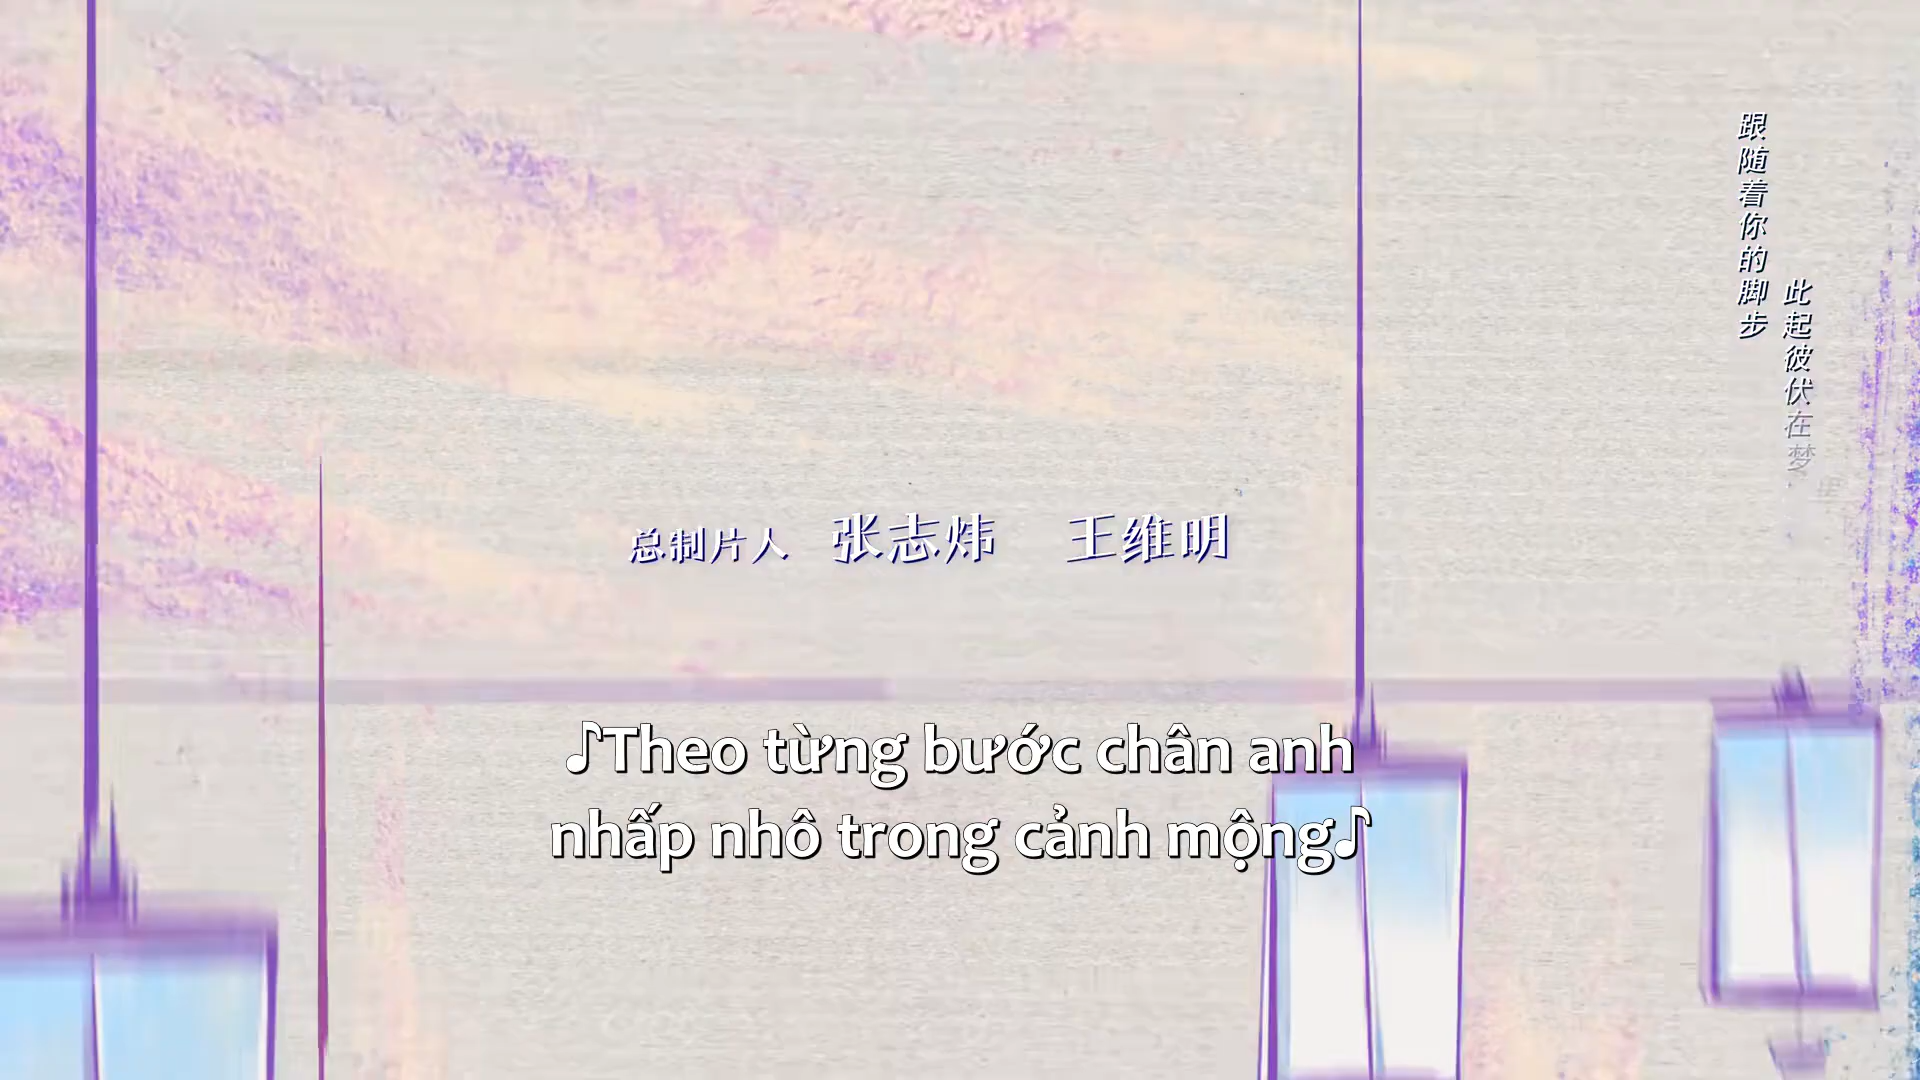 跟随着你的脚步
此起彼伏在梦里
总制片人 张志炜 王维明
♪Theo từng bước chân anh
nhấp nhô trong cảnh mộng♪